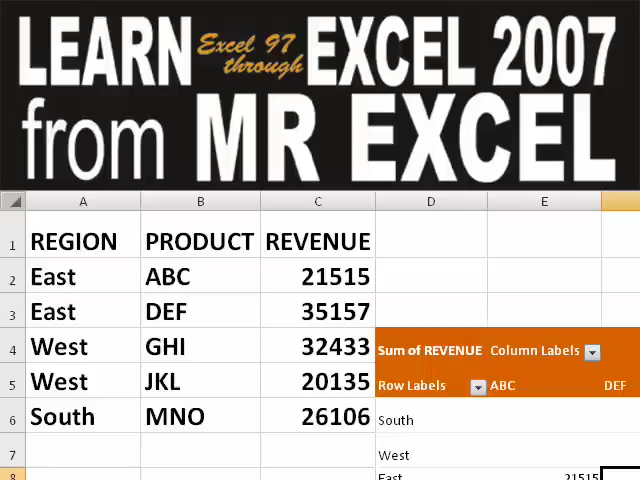 LEARN Excel 97 through EXCEL 2007
from MR EXCEL
A B C D E
1 REGION PRODUCT REVENUE
2 East ABC 21515
3 East DEF 35157
4 West GHI 32433 Sum of REVENUE Column Labels
5 West JKL 20135 Row Labels ABC DEF
6 South MNO 26106 South
7 West
8 East 21515